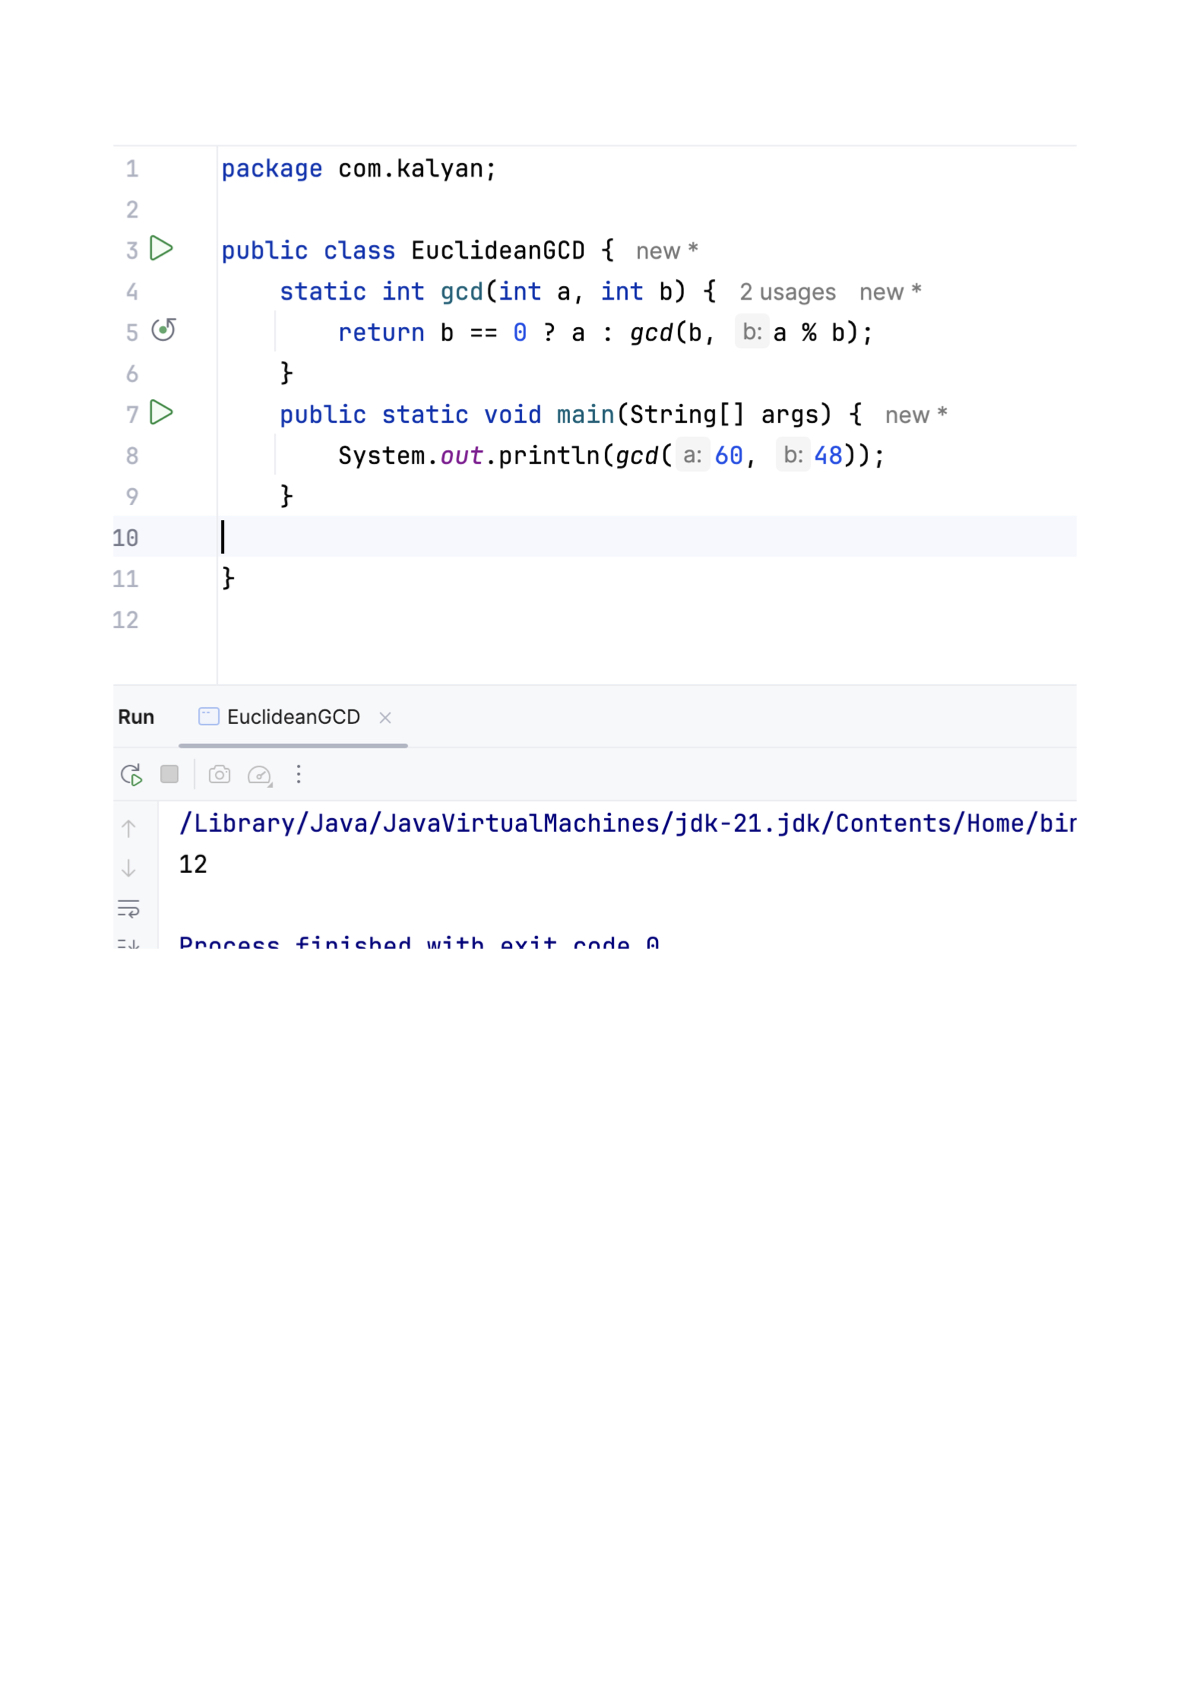 1 package com.kalyan;
2
3 public class EuclideanGCD { new *
4 static int gcd(int a, int b) { 2 usages new *
5 return b == 0 ? a : gcd(b, b: a % b);
6 }
7 public static void main(String[] args) { new *
8 System.out.println(gcd( a: 60, b: 48));
9 }
10
11 }
12
Run EuclideanGCD
/Library/Java/JavaVirtualMachines/jdk-21.jdk/Contents/Home/bin
12
Process finished with exit code 0